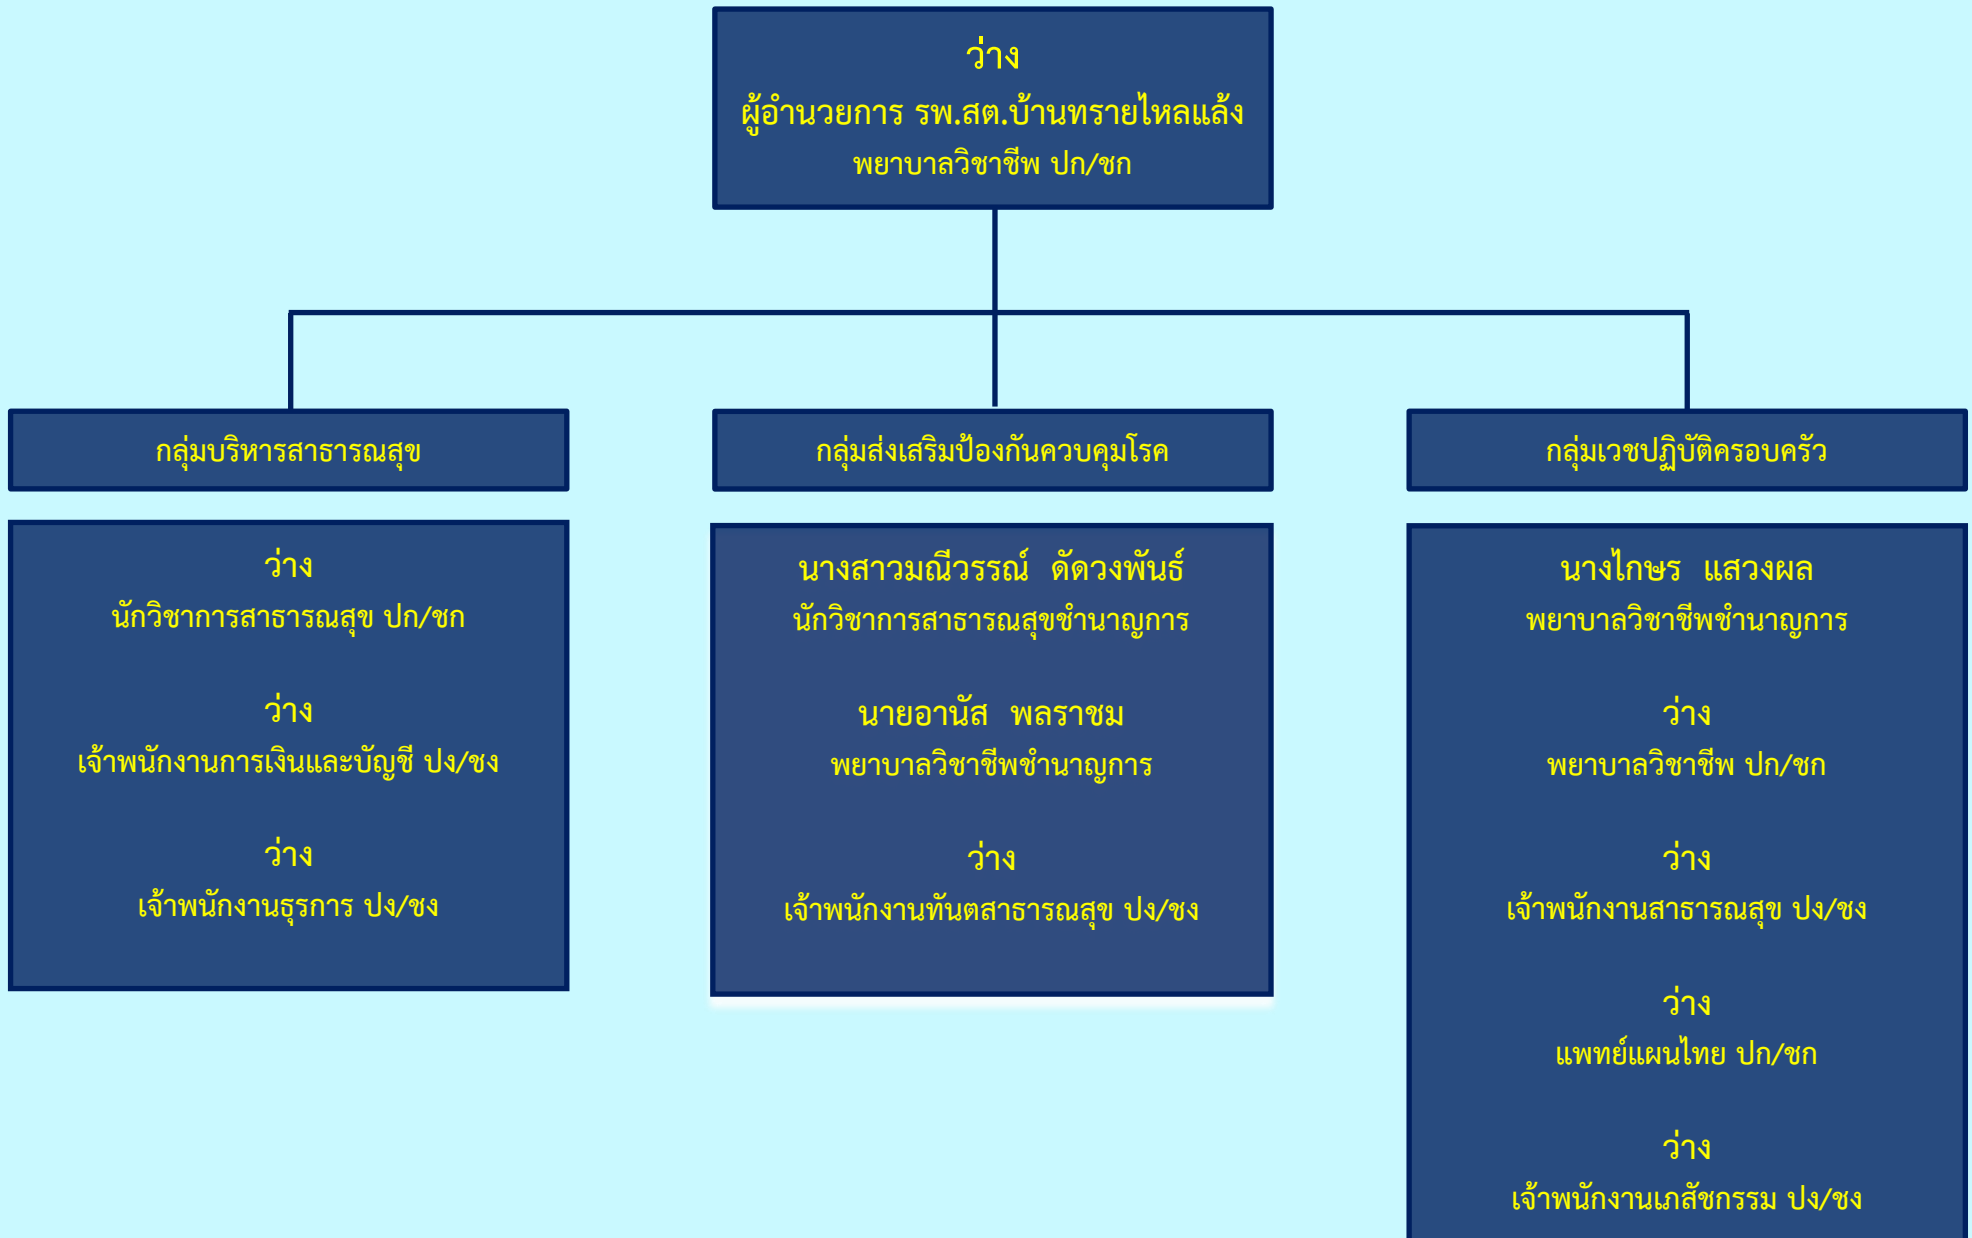 ว่าง
ผู้อำนวยการ รพ.สต.บ้านทรายไหลแล้ง
พยาบาลวิชาชีพ ปก/ชก
กลุ่มบริหารสาธารณสุข
ว่าง
นักวิชาการสาธารณสุข ปก/ชก
ว่าง
เจ้าพนักงานการเงินและบัญชี ปง/ชง
ว่าง
เจ้าพนักงานธุรการ ปง/ชง
กลุ่มส่งเสริมป้องกันควบคุมโรค
นางสาวมณีวรรณ์ ดัดวงพันธ์
นักวิชาการสาธารณสุขชำนาญการ
นายอานัส พลราชม
พยาบาลวิชาชีพชำนาญการ
ว่าง
เจ้าพนักงานทันตสาธารณสุข ปง/ชง
กลุ่มเวชปฏิบัติครอบครัว
นางไกษร แสวงผล
พยาบาลวิชาชีพชำนาญการ
ว่าง
พยาบาลวิชาชีพ ปก/ชก
ว่าง
เจ้าพนักงานสาธารณสุข ปง/ชง
ว่าง
แพทย์แผนไทย ปก/ชก
ว่าง
เจ้าพนักงานเภสัชกรรม ปง/ชง